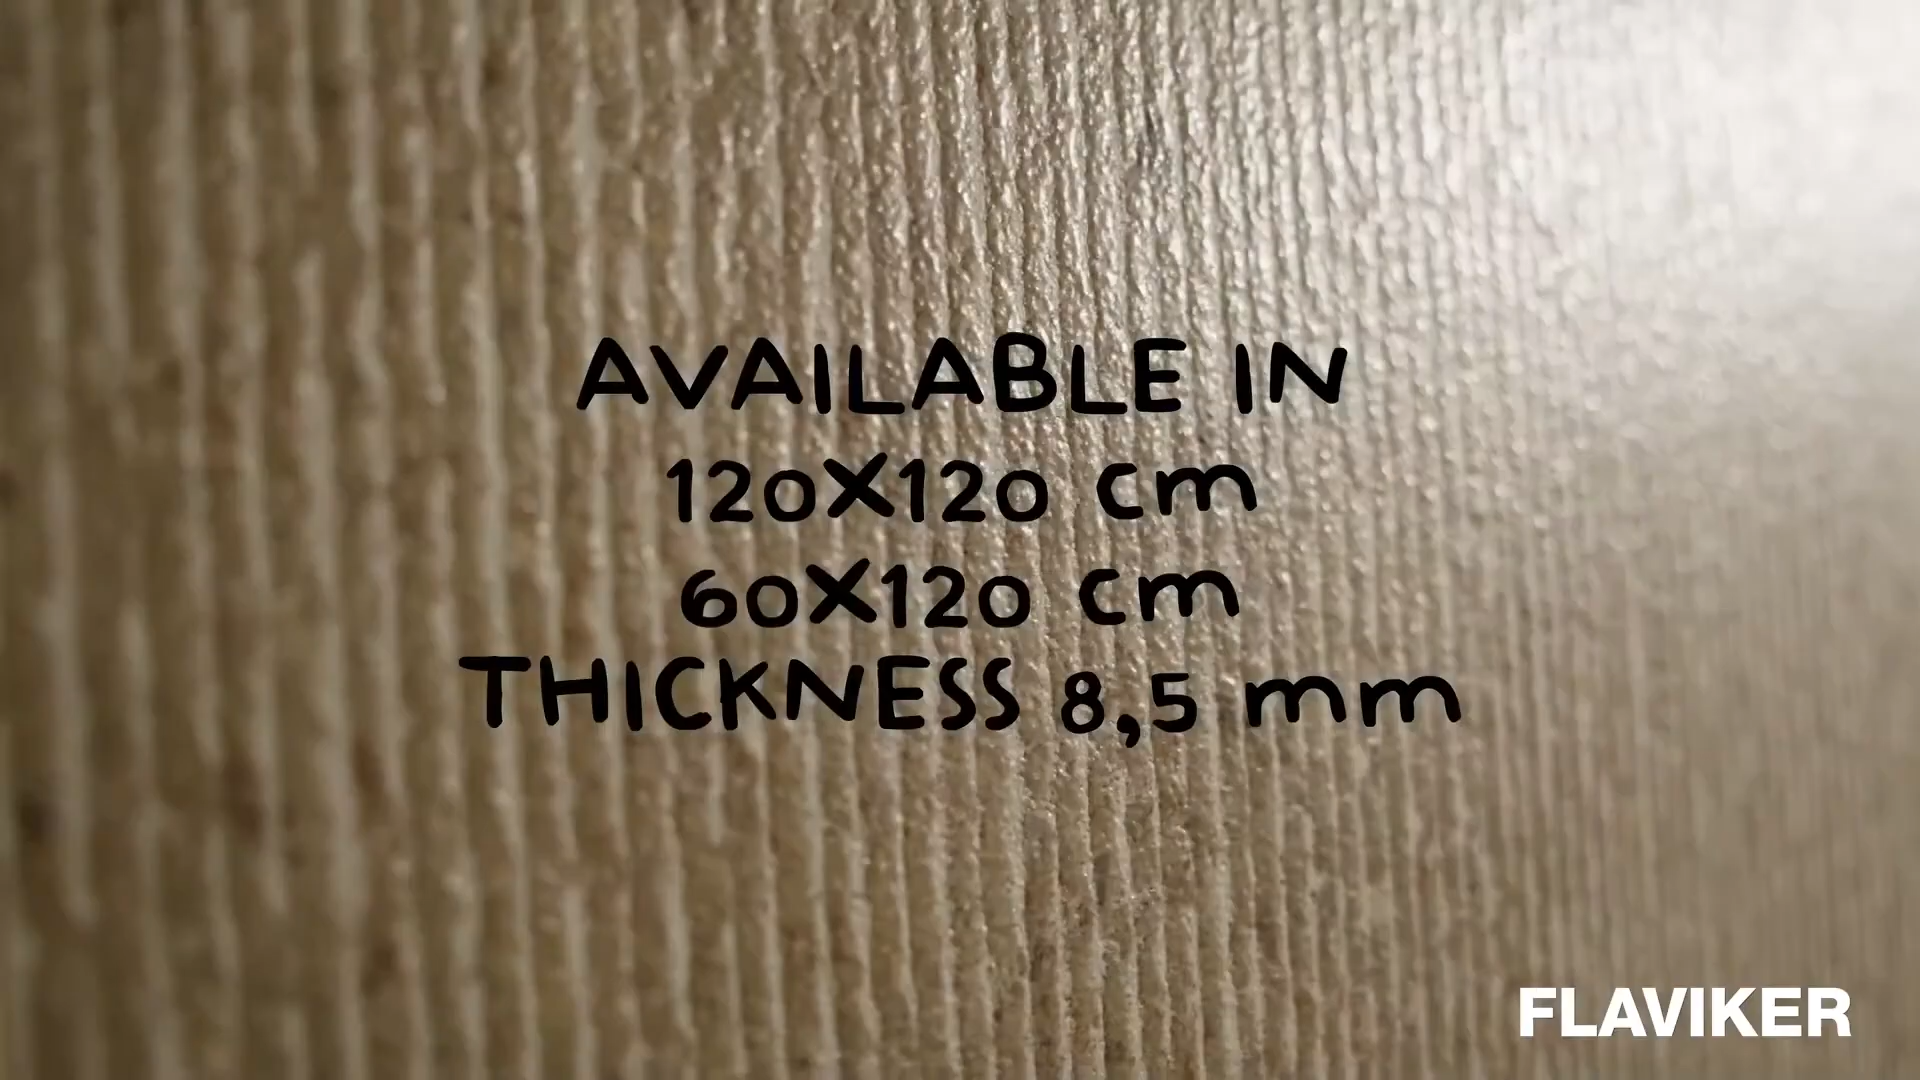 AVAILABLE IN
120X120 cm
60X120 cm
THICKNESS 8,5 mm
FLAVIKER